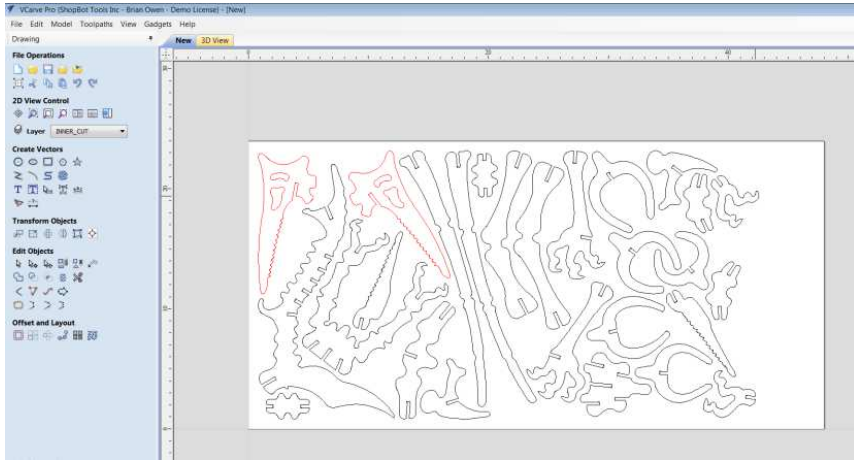 VCarve Pro (ShopBot Tools Inc - Brian Owen - Demo License) - [New]
File Edit Model Toolpaths View Gadgets Help
Drawing
New 3D View
File Operations
2D View Control
Layer INNER_CUT
Create Vectors
Transform Objects
Edit Objects
Offset and Layout